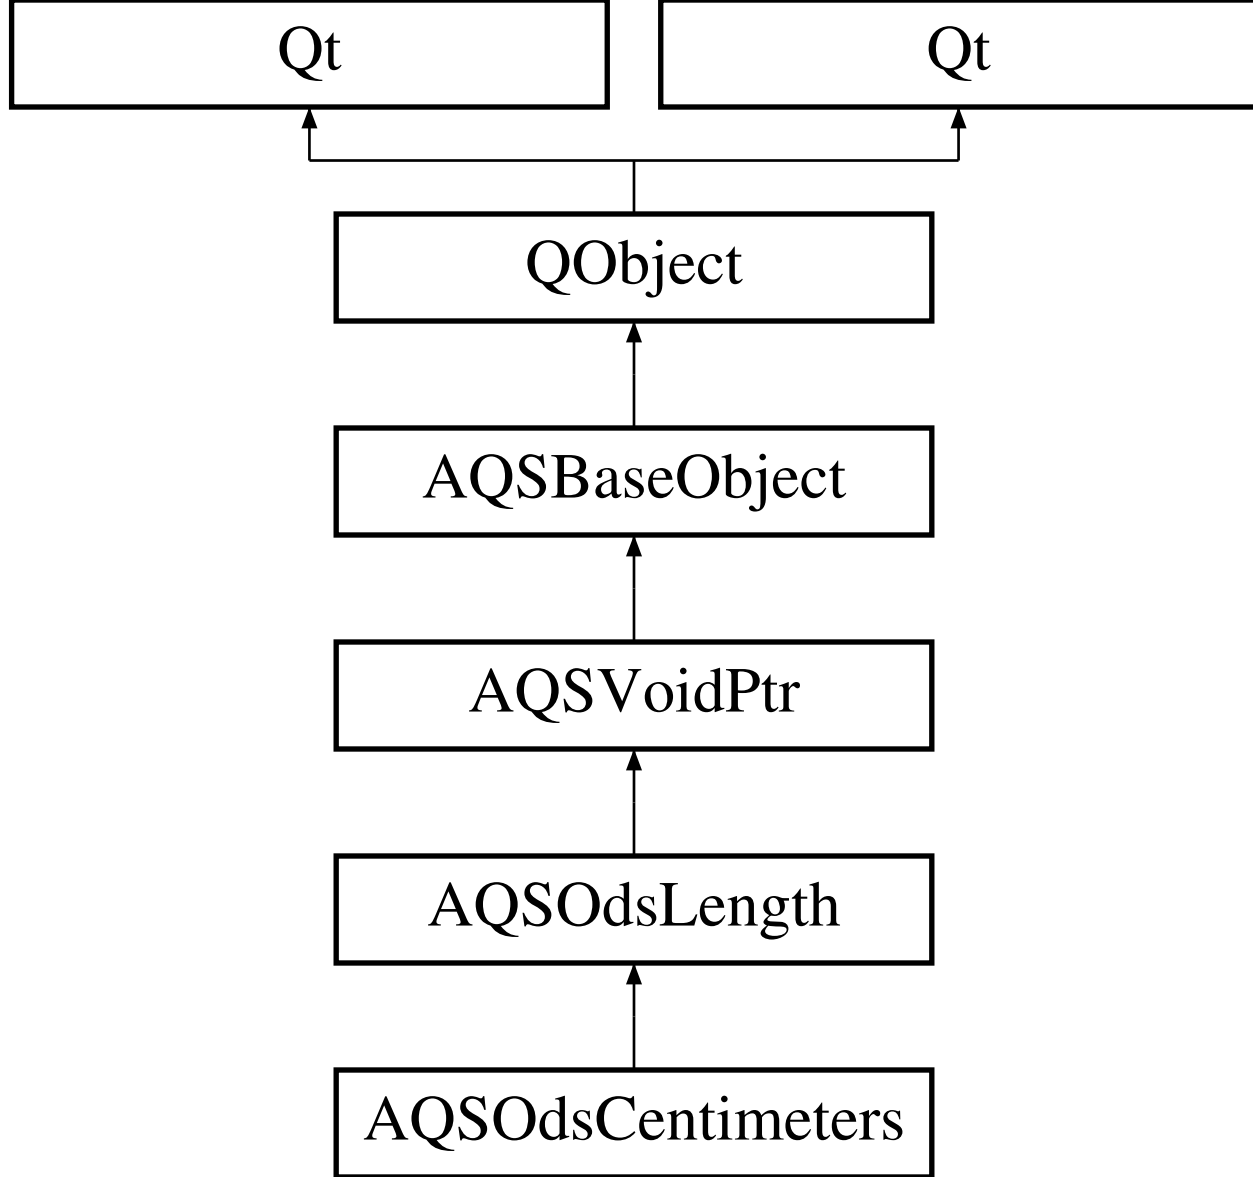 Qt
Qt
QObject
AQSBaseObject
AQSVoidPtr
AQSOdsLength
AQSOdsCentimeters